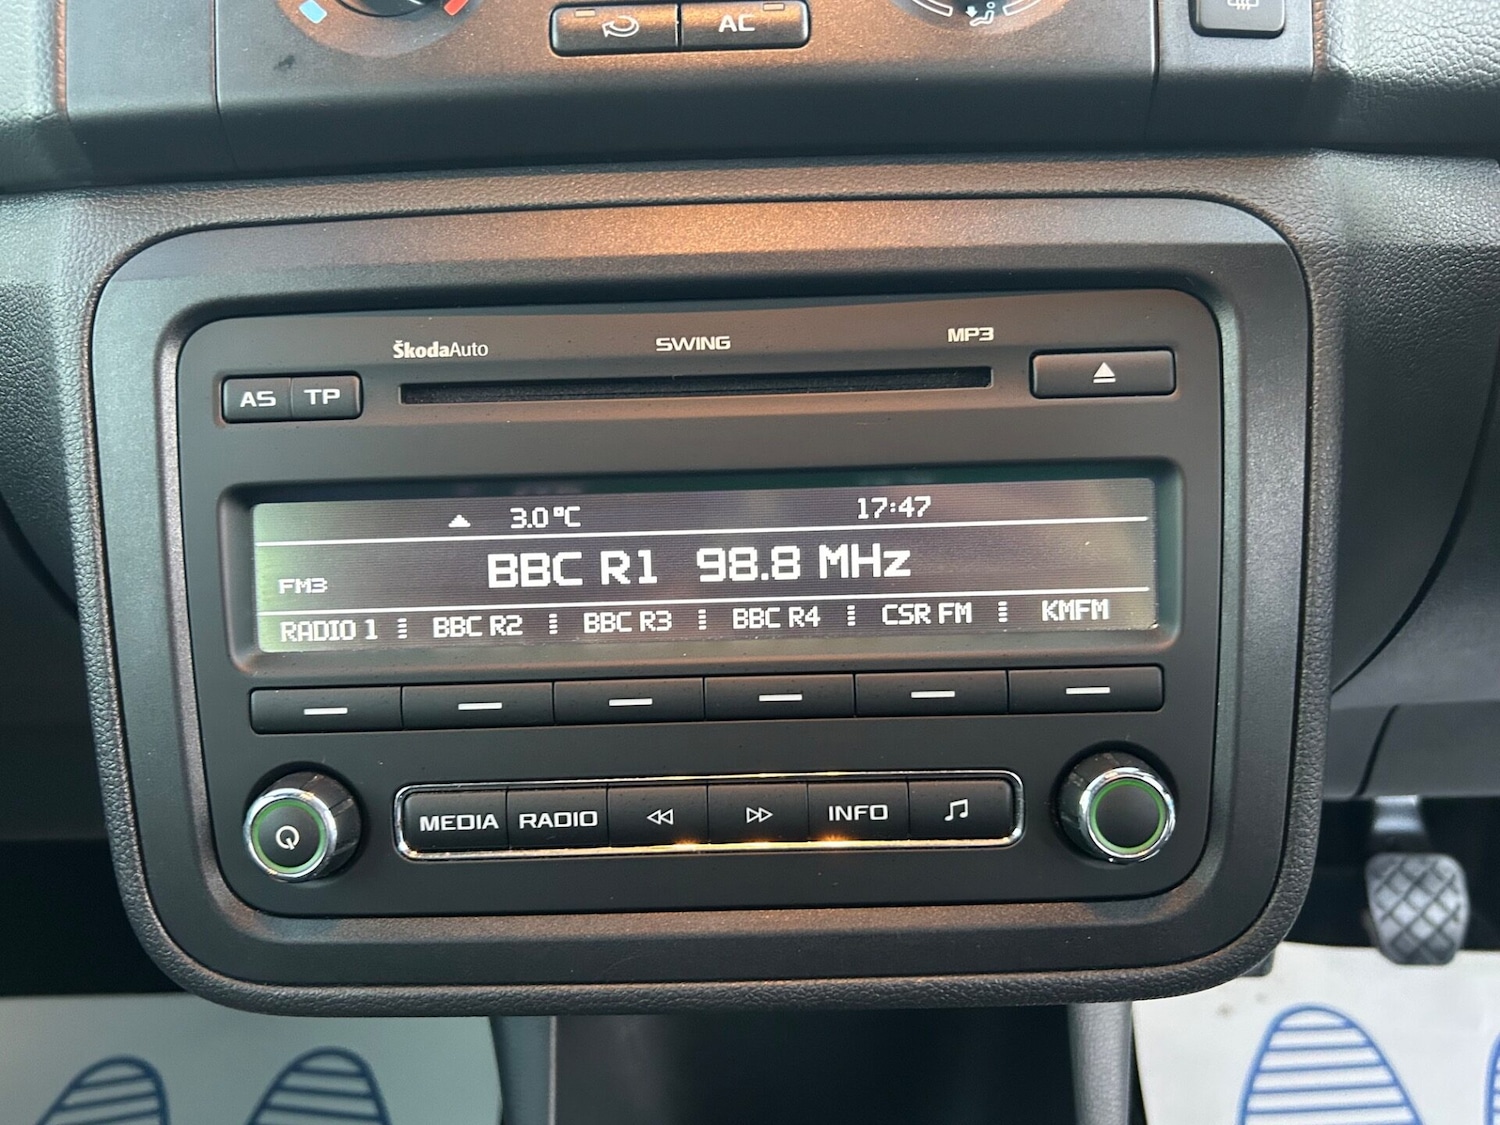 AC
ŠkodaAuto SWING MP3
AS TP
3.0 °C 17:47
FM3 BBC R1 98.8 MHz
RADIO 1 BBC R2 BBC R3 BBC R4 CSR FM KMFM
MEDIA RADIO INFO